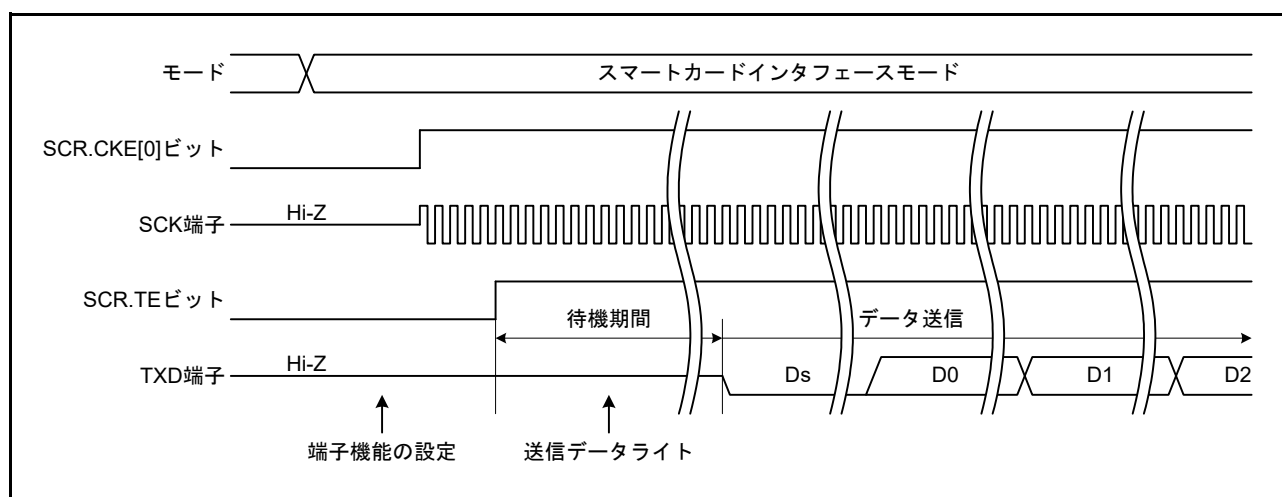 モード
スマートカードインタフェースモード
SCR.CKE[0]ビット
SCK端子
Hi-Z
SCR.TEビット
待機期間
データ送信
TXD端子
Hi-Z
Ds
D0
D1
D2
端子機能の設定
送信データライト